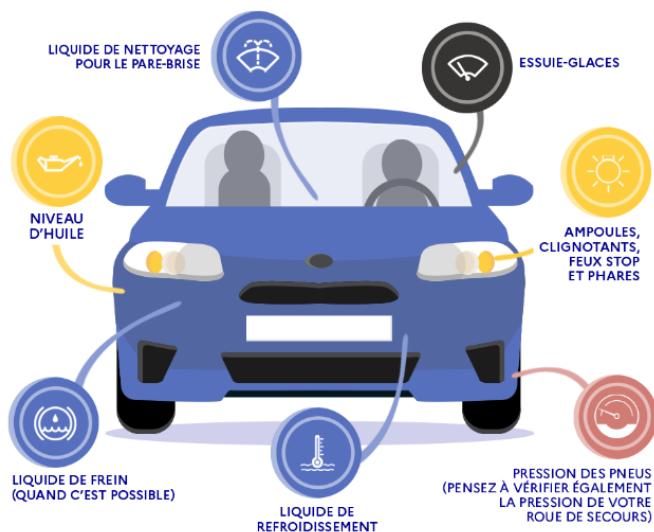 LIQUIDE DE NETTOYAGE
POUR LE PARE-BRISE
ESSUIE-GLACES
NIVEAU
D'HUILE
AMPOULES,
CLIGNOTANTS,
FEUX STOP
ET PHARES
LIQUIDE DE FREIN
(QUAND C'EST POSSIBLE)
LIQUIDE DE
REFROIDISSEMENT
PRESSION DES PNEUS
(PENSEZ À VÉRIFIER ÉGALEMENT
LA PRESSION DE VOTRE
ROUE DE SECOURS)